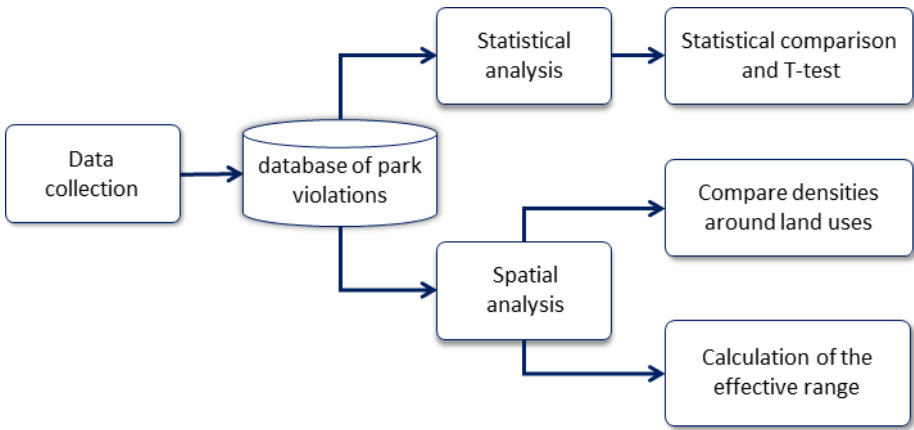 Data
collection
database of park
violations
Statistical
analysis
Statistical comparison
and T-test
Spatial
analysis
Compare densities
around land uses
Calculation of the
effective range